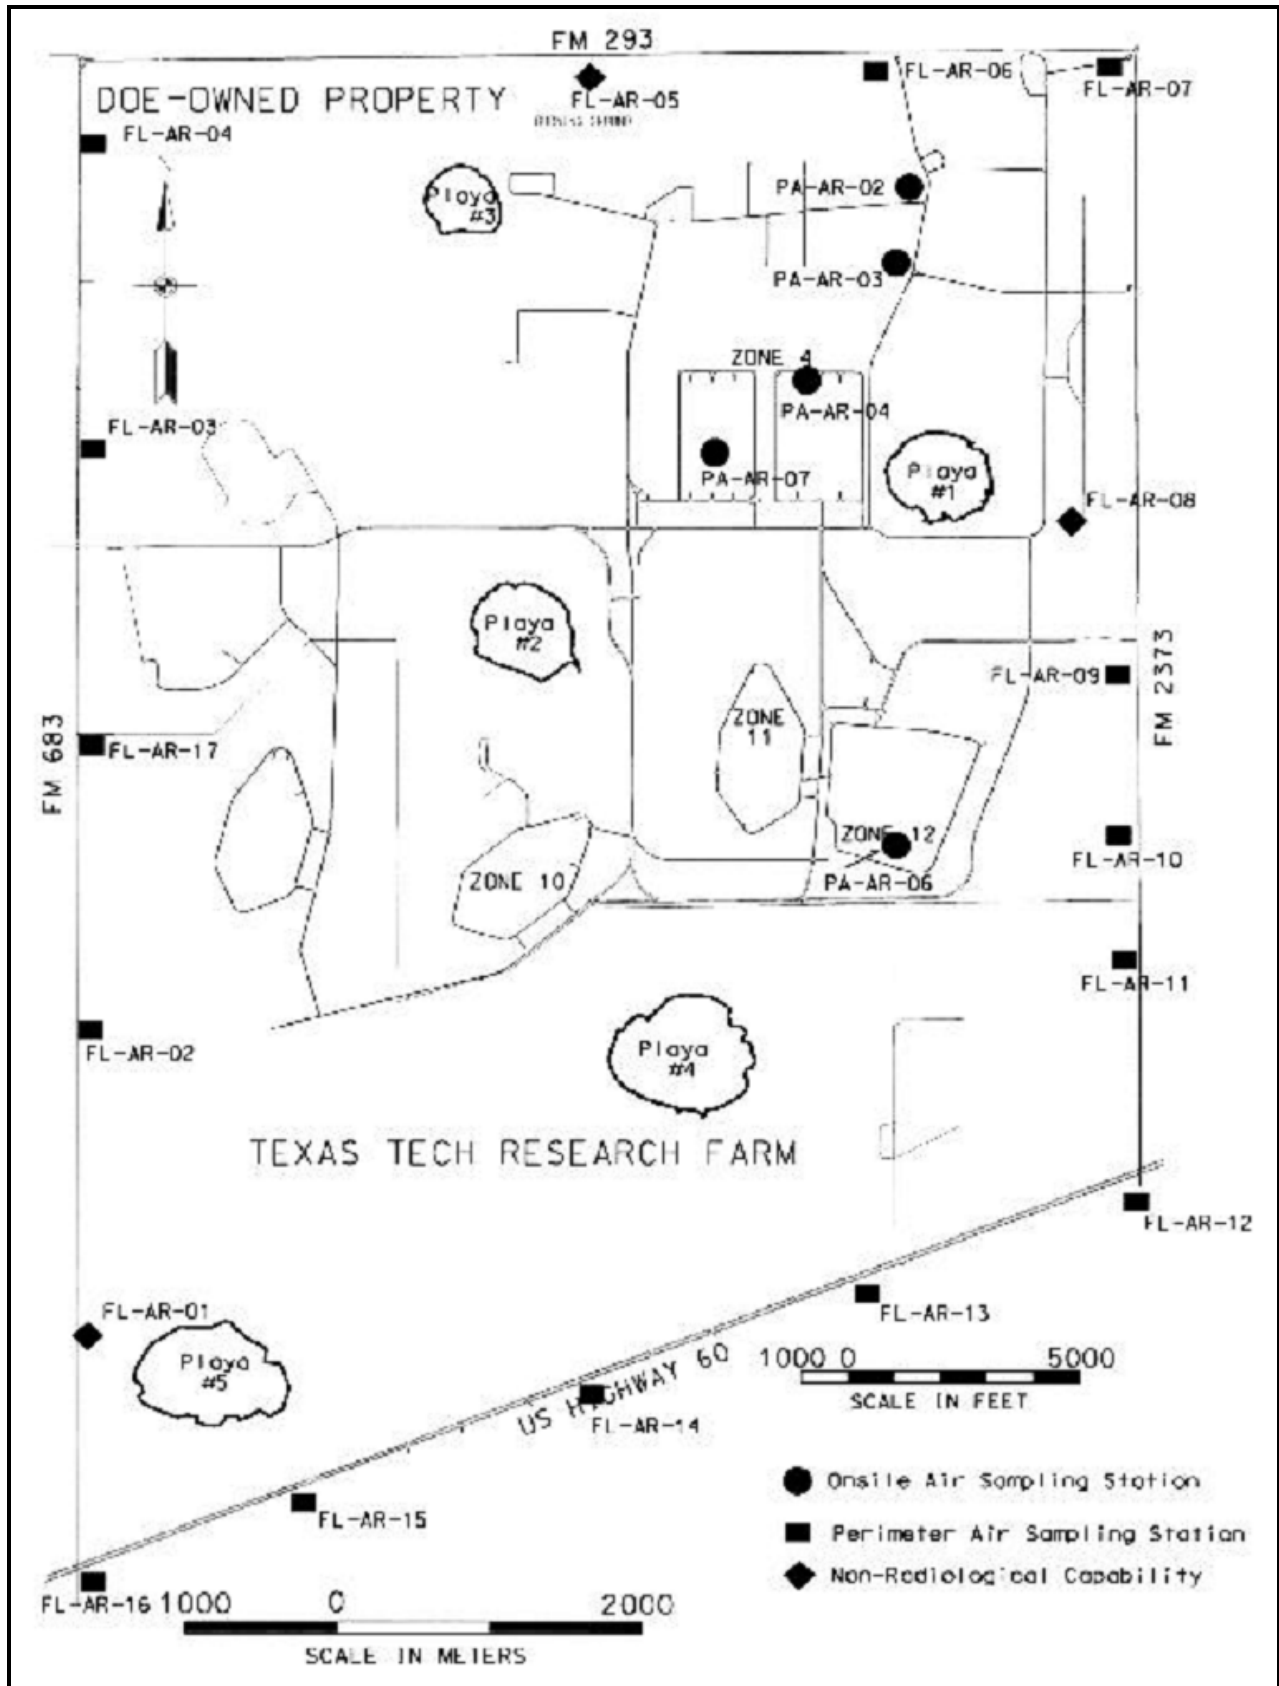 FM 293
FL-AR-06
FL-AR-07
DOE-OWNED PROPERTY
FL-AR-05
FL-AR-04
PA-AR-02
Playa
#3
PA-AR-03
ZONE 4
PA-AR-04
FL-AR-03
PA-AR-07
Playa
#1
FL-AR-08
Playa
#2
FL-AR-09
FM 2373
ZONE
11
FM 683
FL-AR-17
ZONE 12
FL-AR-10
ZONE 10
PA-AR-06
FL-AR-11
FL-AR-02
Playa
#4
TEXAS TECH RESEARCH FARM
FL-AR-12
FL-AR-01
FL-AR-13
Playa
#5
US HIGHWAY 60
1000 0 5000
SCALE IN FEET
FL-AR-14
Onsite Air Sampling Station
FL-AR-15
Perimeter Air Sampling Station
Non-Radiological Capability
FL-AR-16
1000 0 2000
SCALE IN METERS